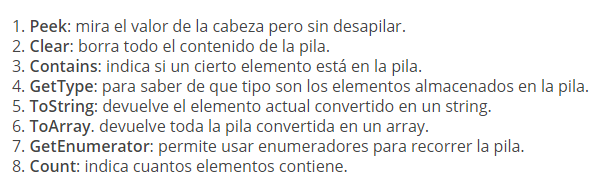 1. Peek: mira el valor de la cabeza pero sin desapilar.
2. Clear: borra todo el contenido de la pila.
3. Contains: indica si un cierto elemento está en la pila.
4. GetType: para saber de que tipo son los elementos almacenados en la pila.
5. ToString: devuelve el elemento actual convertido en un string.
6. ToArray. devuelve toda la pila convertida en un array.
7. GetEnumerator: permite usar enumeradores para recorrer la pila.
8. Count: indica cuantos elementos contiene.